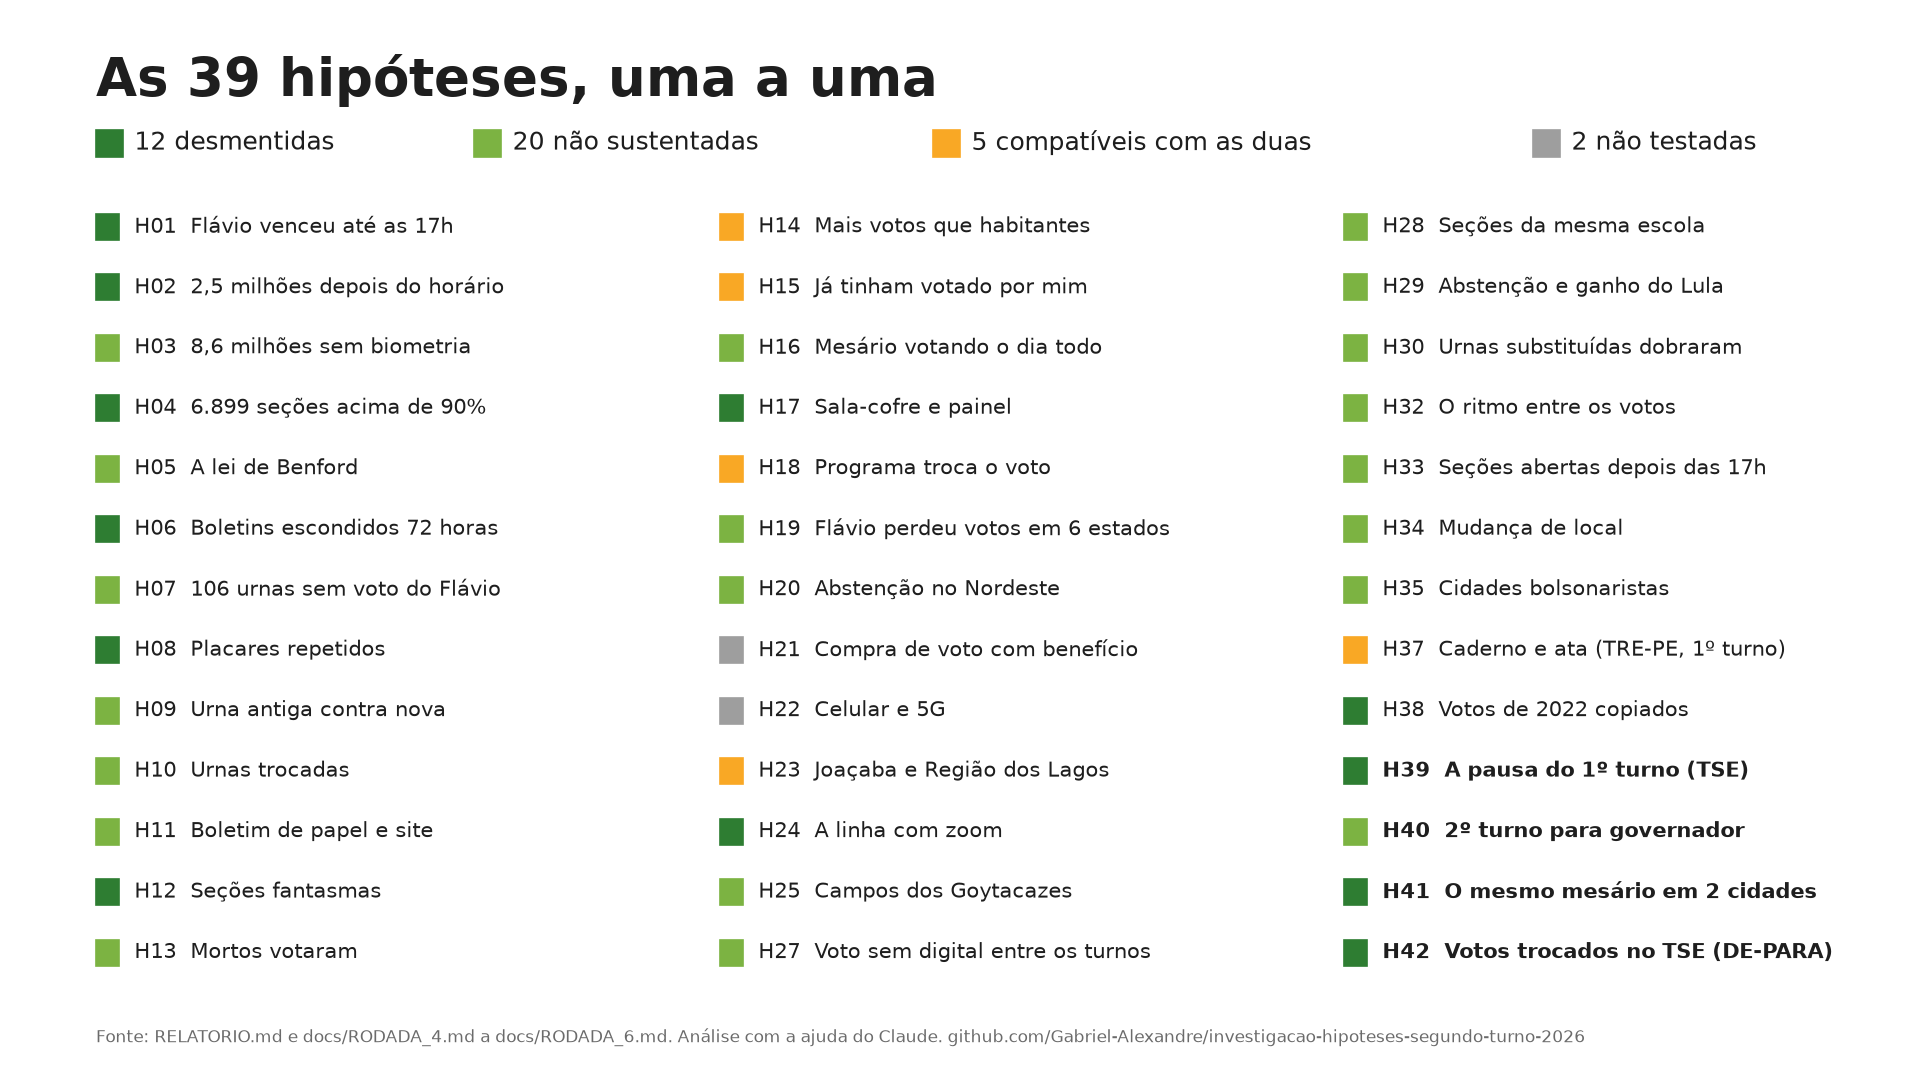 As 39 hipóteses, uma a uma
12 desmentidas
20 não sustentadas
5 compatíveis com as duas
2 não testadas
H01 Flávio venceu até as 17h
H02 2,5 milhões depois do horário
H03 8,6 milhões sem biometria
H04 6.899 seções acima de 90%
H05 A lei de Benford
H06 Boletins escondidos 72 horas
H07 106 urnas sem voto do Flávio
H08 Placares repetidos
H09 Urna antiga contra nova
H10 Urnas trocadas
H11 Boletim de papel e site
H12 Seções fantasmas
H13 Mortos votaram
H14 Mais votos que habitantes
H15 Já tinham votado por mim
H16 Mesário votando o dia todo
H17 Sala-cofre e painel
H18 Programa troca o voto
H19 Flávio perdeu votos em 6 estados
H20 Abstenção no Nordeste
H21 Compra de voto com benefício
H22 Celular e 5G
H23 Joaçaba e Região dos Lagos
H24 A linha com zoom
H25 Campos dos Goytacazes
H27 Voto sem digital entre os turnos
H28 Seções da mesma escola
H29 Abstenção e ganho do Lula
H30 Urnas substituídas dobraram
H32 O ritmo entre os votos
H33 Seções abertas depois das 17h
H34 Mudança de local
H35 Cidades bolsonaristas
H37 Caderno e ata (TRE-PE, 1º turno)
H38 Votos de 2022 copiados
H39 A pausa do 1º turno (TSE)
H40 2º turno para governador
H41 O mesmo mesário em 2 cidades
H42 Votos trocados no TSE (DE-PARA)
Fonte: RELATORIO.md e docs/RODADA_4.md a docs/RODADA_6.md. Análise com a ajuda do Claude. github.com/Gabriel-Alexandre/investigacao-hipoteses-segundo-turno-2026